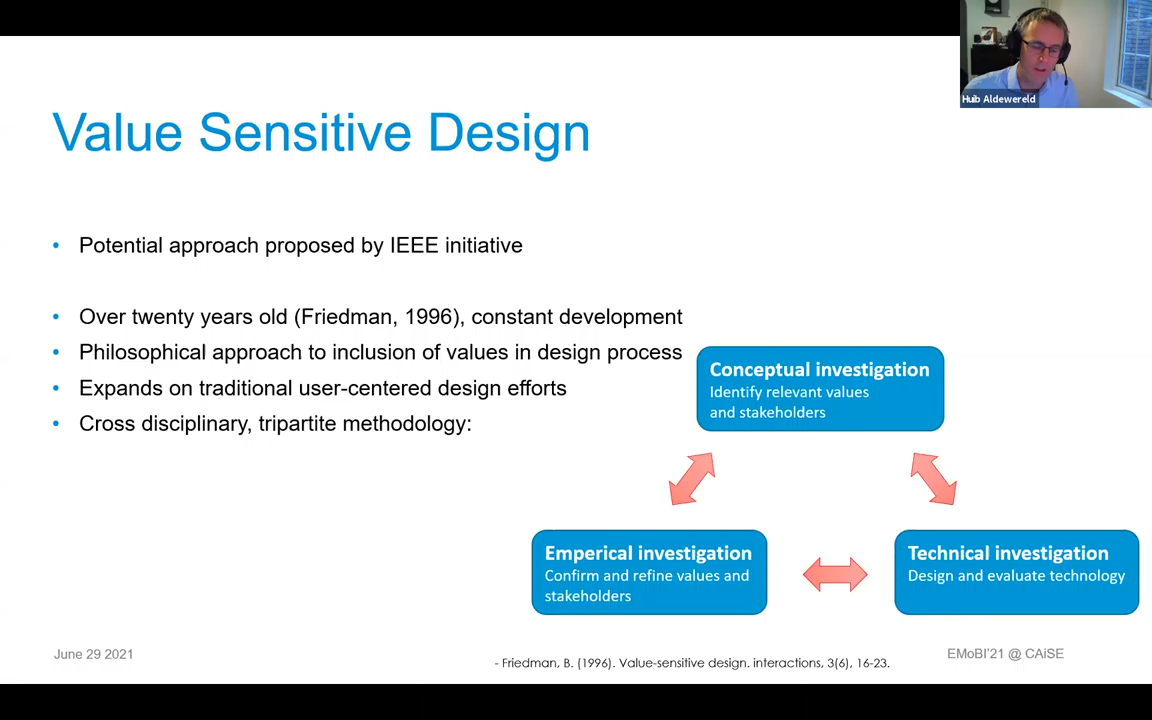 Huib Aldewereld
Value Sensitive Design
• Potential approach proposed by IEEE initiative
• Over twenty years old (Friedman, 1996), constant development
• Philosophical approach to inclusion of values in design process
• Expands on traditional user-centered design efforts
• Cross disciplinary, tripartite methodology:
Conceptual investigation
Identify relevant values
and stakeholders
Emperical investigation
Confirm and refine values and
stakeholders
Technical investigation
Design and evaluate technology
June 29 2021
- Friedman, B. (1996). Value-sensitive design. interactions, 3(6), 16-23.
EMoBI'21 @ CAiSE